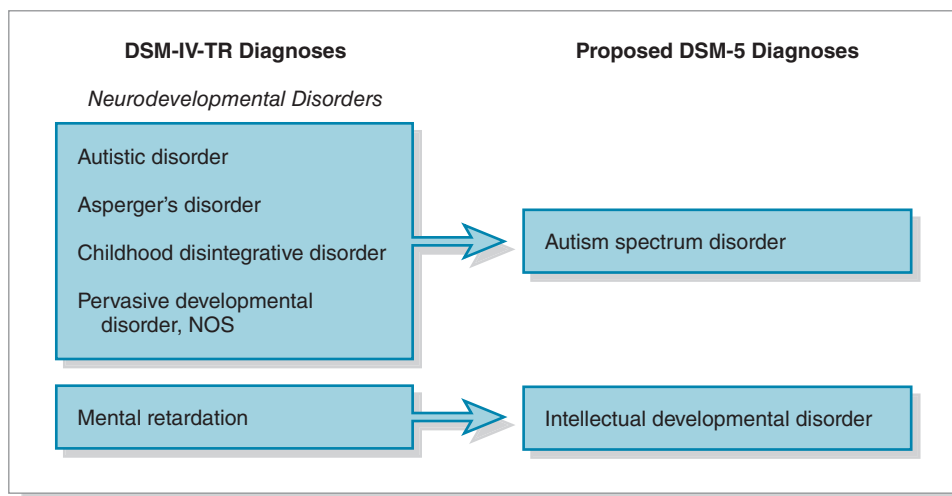 DSM-IV-TR Diagnoses
Proposed DSM-5 Diagnoses
Neurodevelopmental Disorders
Autistic disorder
Asperger's disorder
Childhood disintegrative disorder
Pervasive developmental
disorder, NOS
Autism spectrum disorder
Mental retardation
Intellectual developmental disorder